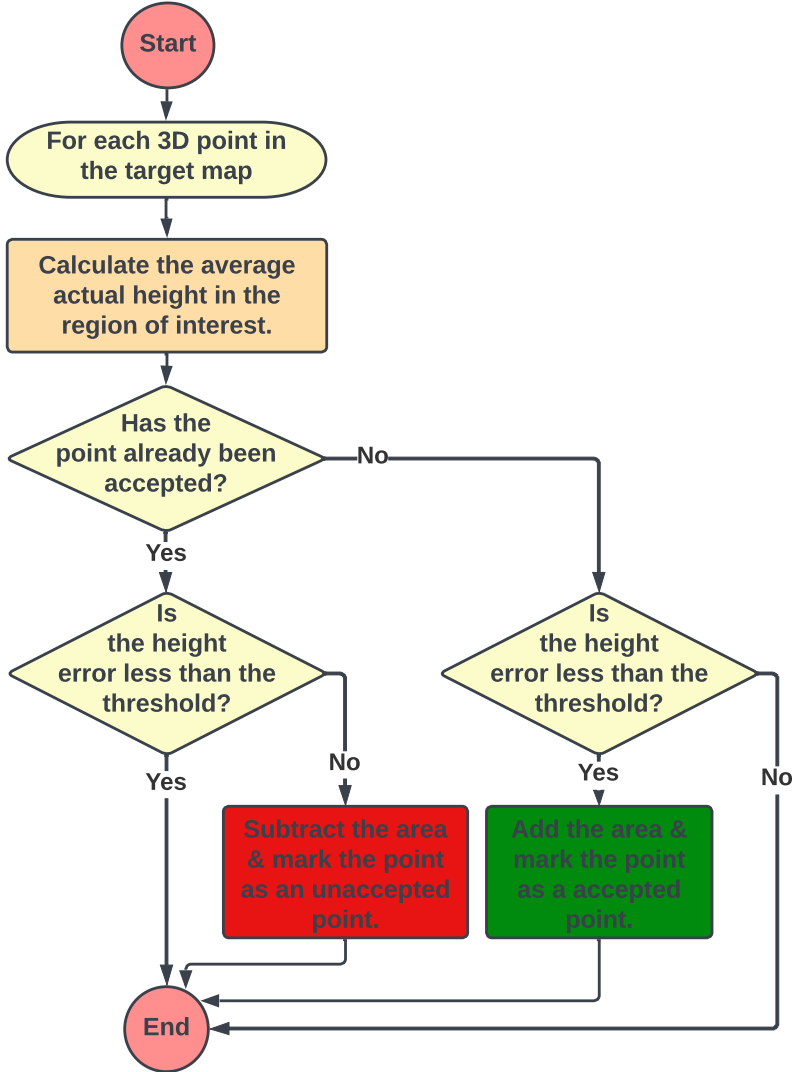 Start
For each 3D point in
the target map
Calculate the average
actual height in the
region of interest.
Has the
point already been
accepted?
No
Yes
Is
the height
error less than the
threshold?
Is
the height
error less than the
threshold?
No
Yes
Yes
No
Subtract the area
& mark the point
as an unaccepted
point.
Add the area &
mark the point
as a accepted
point.
End